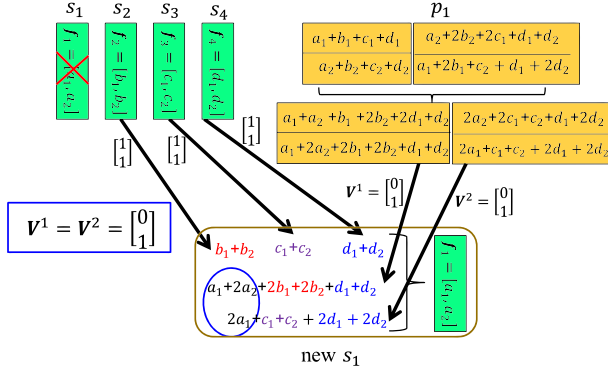 s₁ s₂ s₃ s₄ p₁
f₁ = [a₁, a₂]
f₂ = [b₁, b₂]
f₃ = [c₁, c₂]
f₄ = [d₁, d₂]
a₁+b₁+c₁+d₁
a₂+b₂+c₂+d₂
a₂+2b₂+2c₁+d₁+d₂
a₁+2b₁+c₂ + d₁ + 2d₂
a₁+a₂ +b₁ +2b₂+2d₁+d₂
a₁+2a₂+2b₁+2b₂+d₁+d₂
2a₂+2c₁+c₂+d₁+2d₂
2a₁+c₁+c₂ + 2d₁ + 2d₂
[1 1]
[1 1]
[1 1]
V¹ = [0 1]
V² = [0 1]
V¹ = V² = [0 1]
b₁+b₂ c₁+c₂ d₁+d₂
a₁+2a₂+2b₁+2b₂+d₁+d₂
2a₁+c₁+c₂ + 2d₁ + 2d₂
f₁ = [a₁, a₂]
new s₁